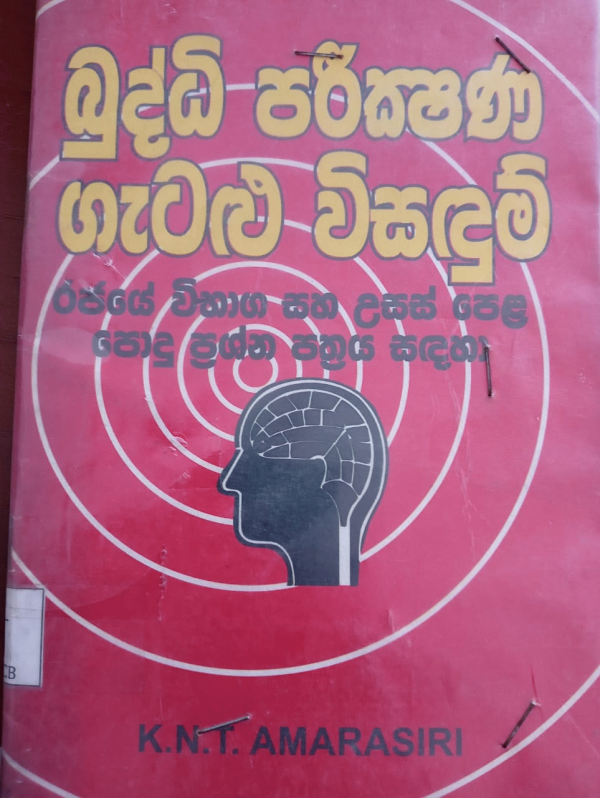 බුද්ධි පරීක්ෂණ
ගැටළු විසඳුම්
රජයේ විභාග සහ උසස් පෙළ
පොදු ප්‍රශ්න පත්‍රය සඳහා
K.N.T. AMARASIRI